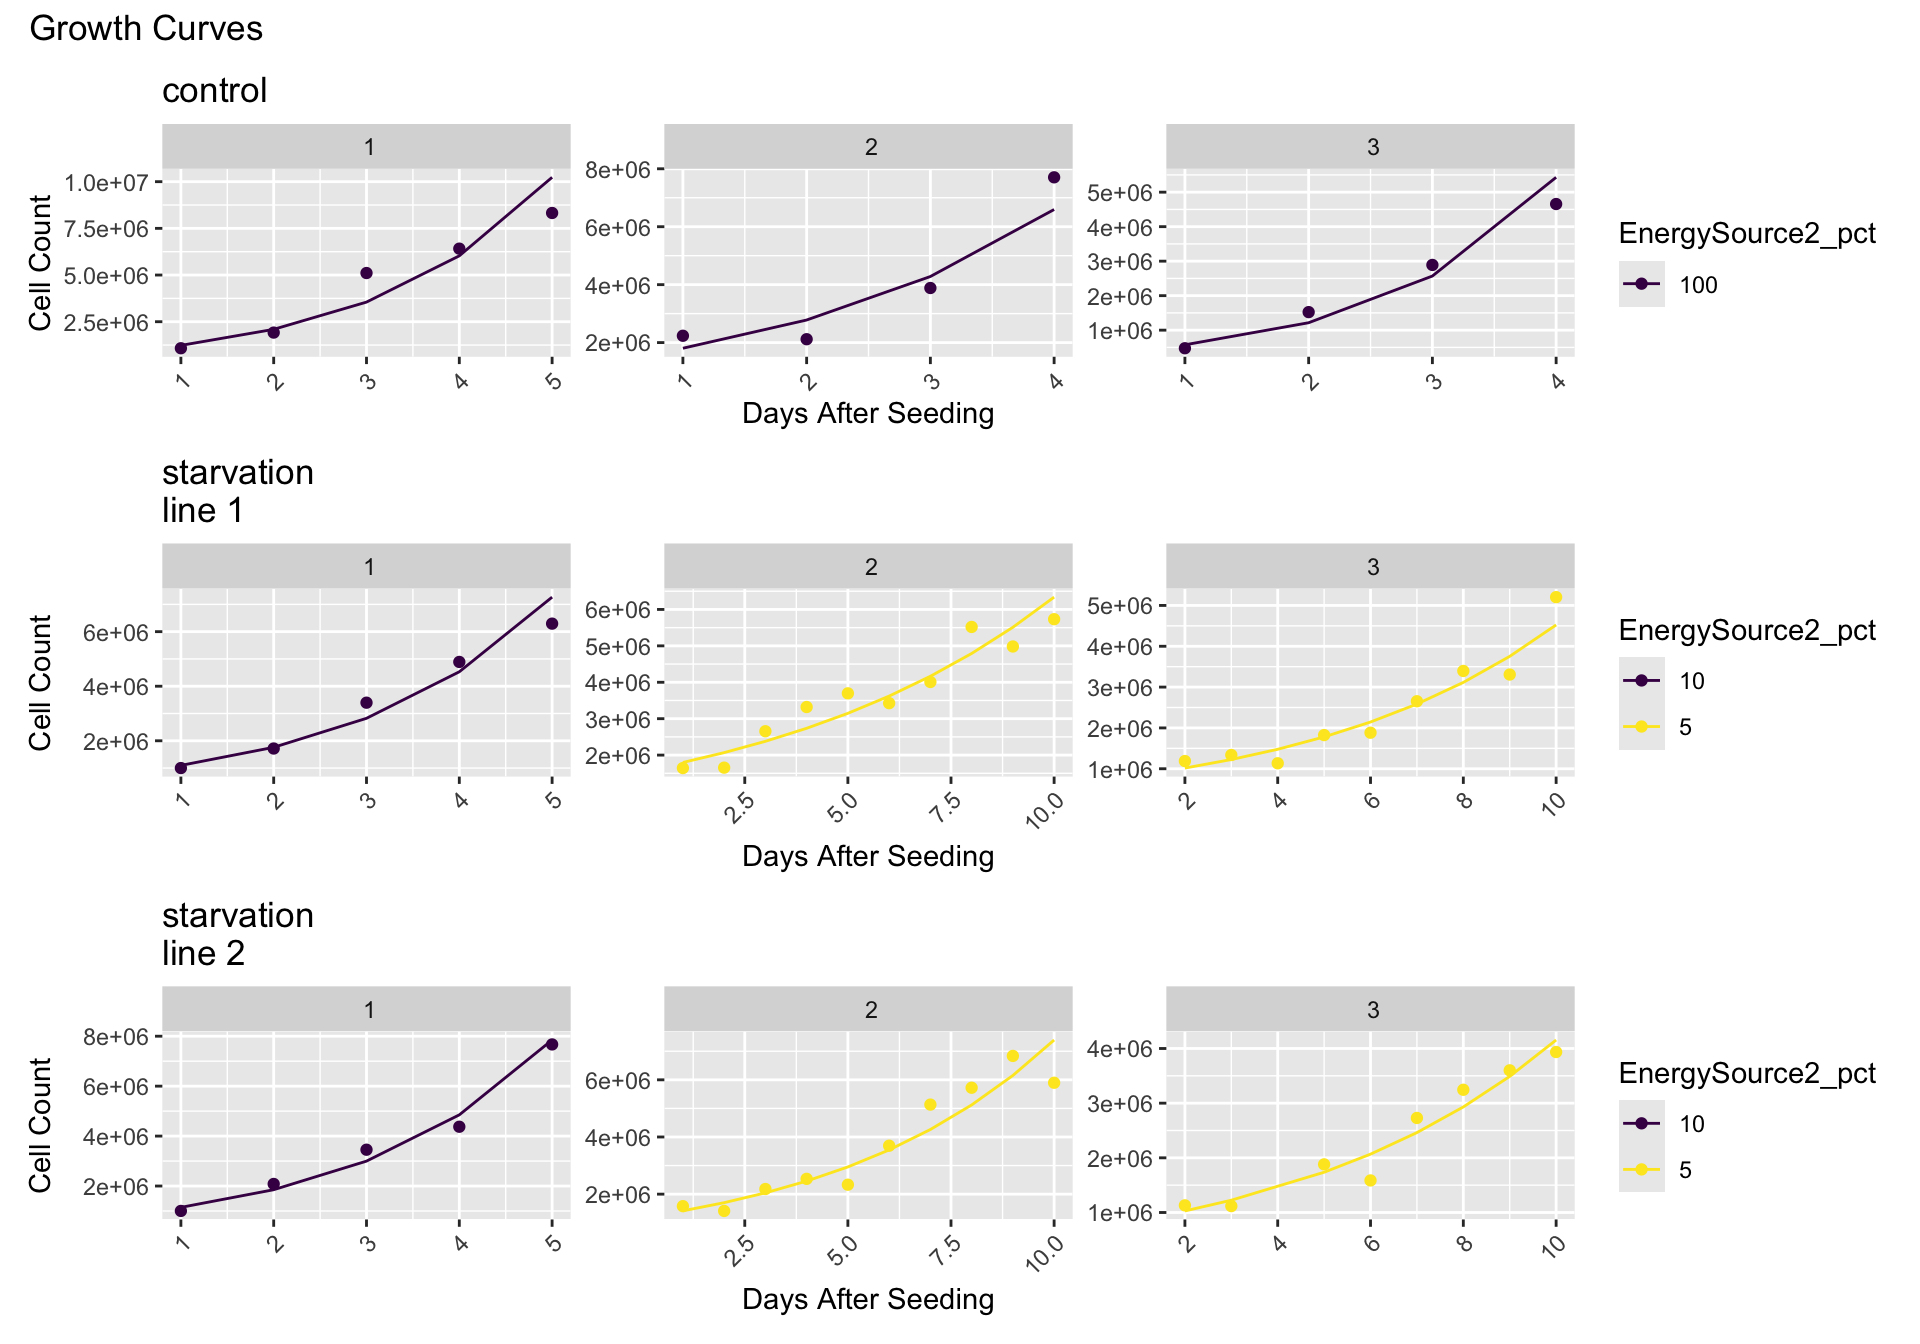 Growth Curves
control
1 2 3
Cell Count
1.0e+07
7.5e+06
5.0e+06
2.5e+06
8e+06
6e+06
4e+06
2e+06
5e+06
4e+06
3e+06
2e+06
1e+06
1 2 3 4 5
1 2 3 4
1 2 3 4
Days After Seeding
EnergySource2_pct
100
starvation
line 1
1 2 3
Cell Count
6e+06
4e+06
2e+06
6e+06
5e+06
4e+06
3e+06
2e+06
5e+06
4e+06
3e+06
2e+06
1e+06
1 2 3 4 5
2.5 5.0 7.5 10.0
2 4 6 8 10
Days After Seeding
EnergySource2_pct
10
5
starvation
line 2
1 2 3
Cell Count
8e+06
6e+06
4e+06
2e+06
6e+06
4e+06
2e+06
4e+06
3e+06
2e+06
1e+06
1 2 3 4 5
2.5 5.0 7.5 10.0
2 4 6 8 10
Days After Seeding
EnergySource2_pct
10
5